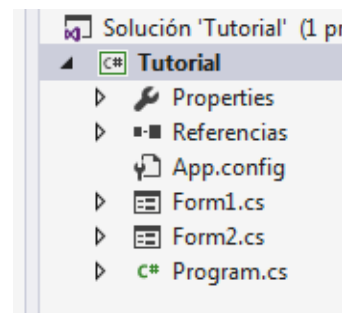 Solución 'Tutorial' (1 pr
C# Tutorial
Properties
Referencias
App.config
Form1.cs
Form2.cs
C# Program.cs